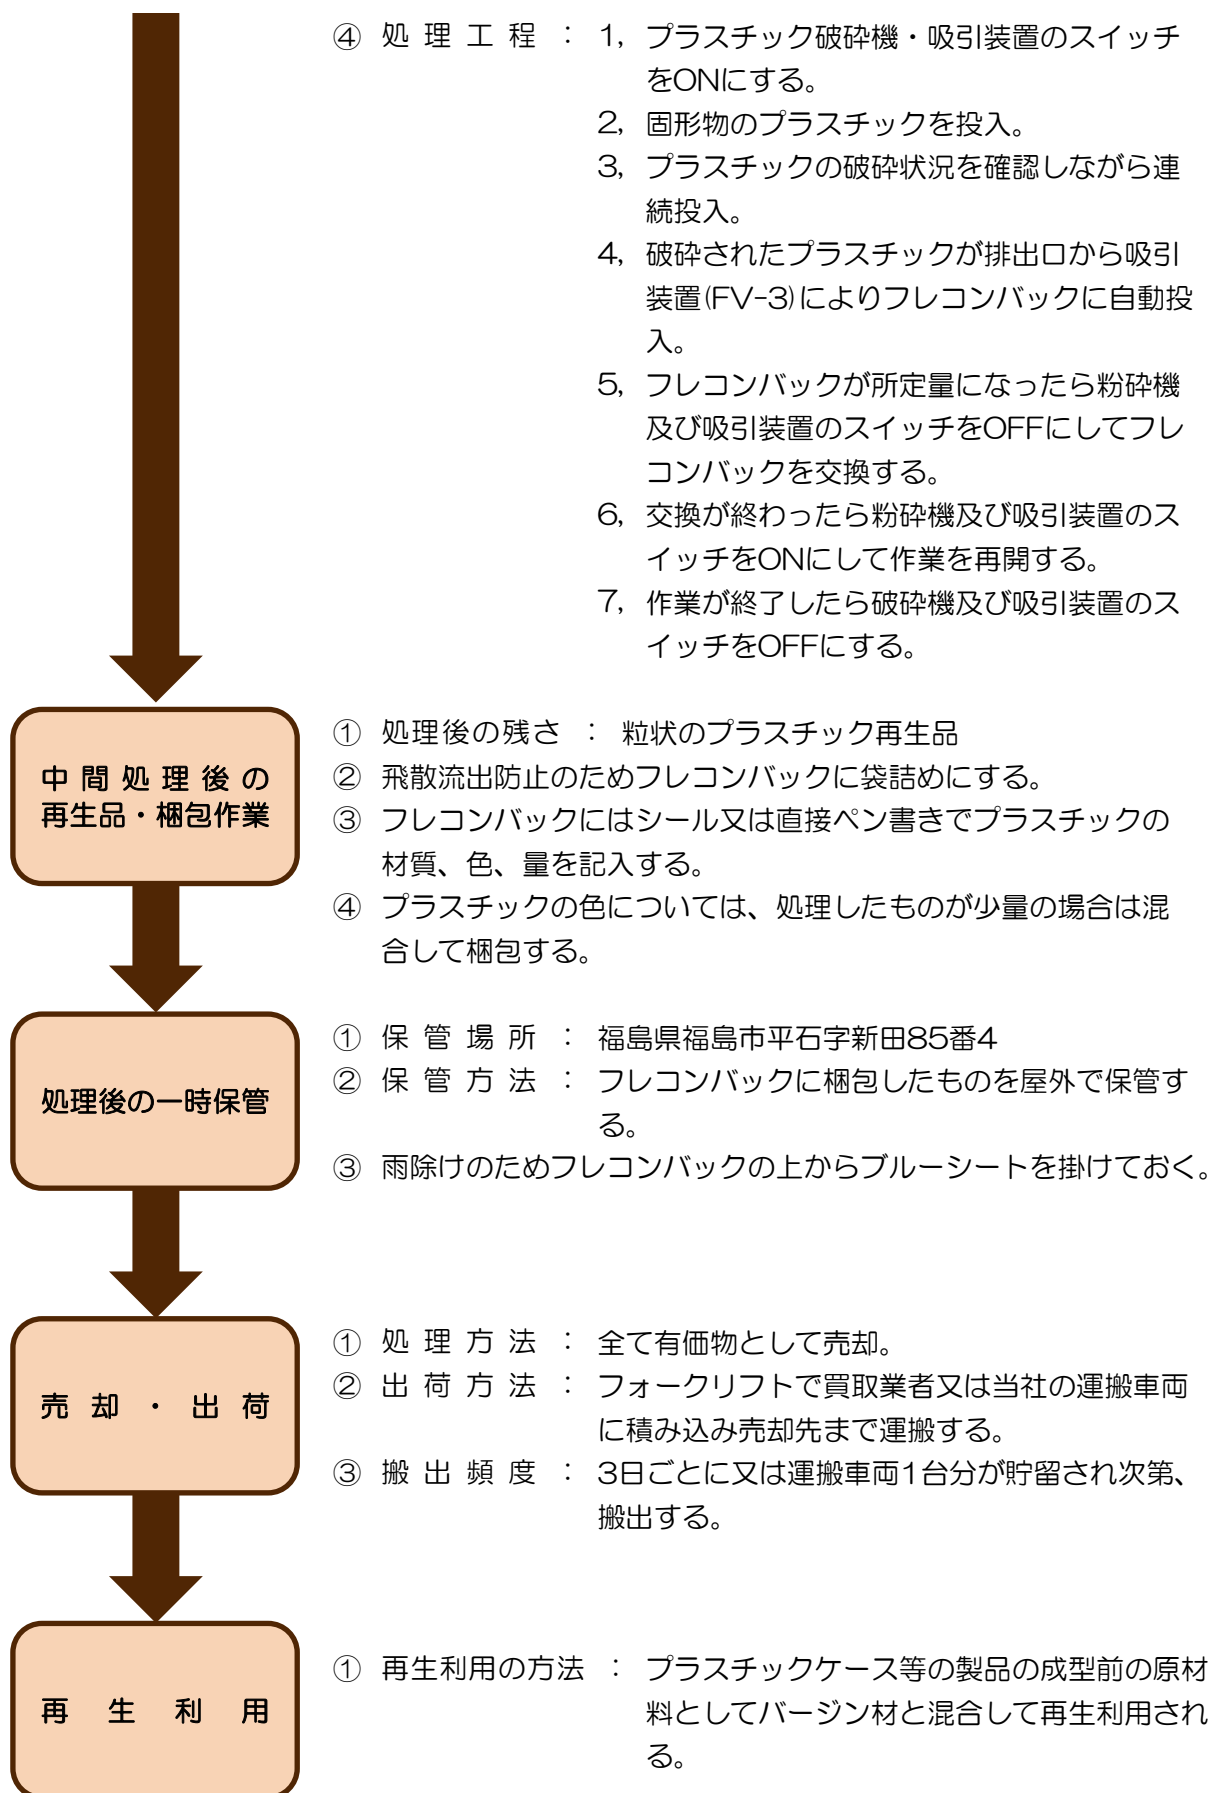 ④ 処理工程 ： 1, プラスチック破砕機・吸引装置のスイッチ
をONにする。
2, 固形物のプラスチックを投入。
3, プラスチックの破砕状況を確認しながら連
続投入。
4, 破砕されたプラスチックが排出口から吸引
装置(FV-3)によりフレコンバックに自動投
入。
5, フレコンバックが所定量になったら粉砕機
及び吸引装置のスイッチをOFFにしてフレ
コンバックを交換する。
6, 交換が終わったら粉砕機及び吸引装置のス
イッチをONにして作業を再開する。
7, 作業が終了したら破砕機及び吸引装置のス
イッチをOFFにする。
中間処理後の
再生品・梱包作業
① 処理後の残さ ： 粒状のプラスチック再生品
② 飛散流出防止のためフレコンバックに袋詰めにする。
③ フレコンバックにはシール又は直接ペン書きでプラスチックの
材質、色、量を記入する。
④ プラスチックの色については、処理したものが少量の場合は混
合して梱包する。
処理後の一時保管
① 保管場所 ： 福島県福島市平石字新田85番4
② 保管方法 ： フレコンバックに梱包したものを屋外で保管す
る。
③ 雨除けのためフレコンバックの上からブルーシートを掛けておく。
売却・出荷
① 処理方法 ： 全て有価物として売却。
② 出荷方法 ： フォークリフトで買取業者又は当社の運搬車両
に積み込み売却先まで運搬する。
③ 搬出頻度 ： 3日ごとに又は運搬車両1台分が貯留され次第、
搬出する。
再生利用
① 再生利用の方法 ： プラスチックケース等の製品の成型前の原材
料としてバージン材と混合して再生利用され
る。